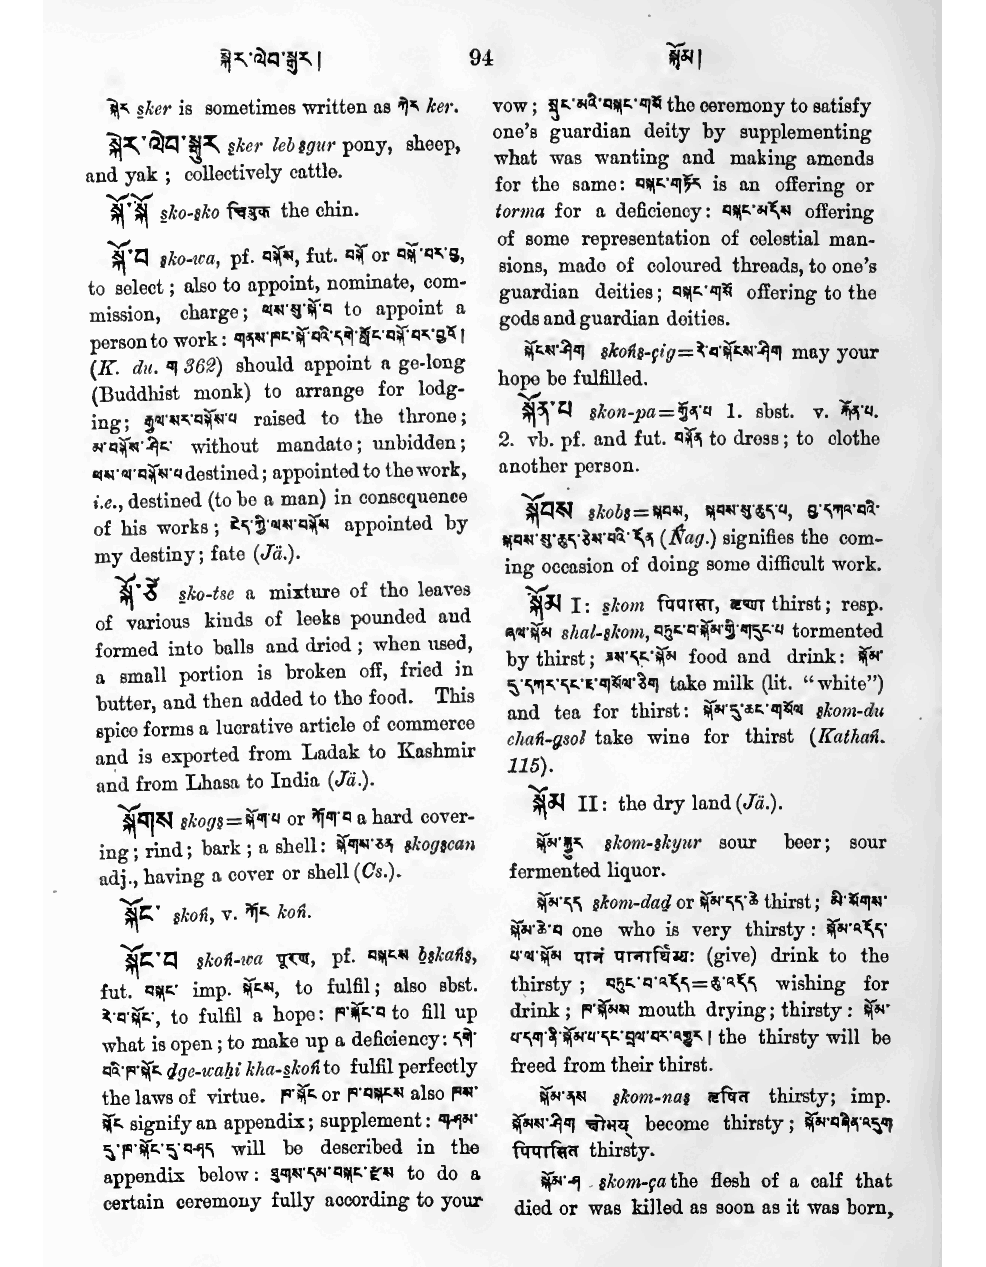 སྐེར་ལེབ་སྒུར། 94 སྐོམ།
སྐེར sker is sometimes written as ཀེར ker.
སྐེར་ལེབ་སྒུར sker leb sgur pony, sheep,
and yak ; collectively cattle.
སྐོ་སྐོ sko-sko चिवुक the chin.
སྐོ་བ sko-wa, pf. བསྐོས, fut. བསྐོ or བསྐོ་བར་བྱ,
to select ; also to appoint, nominate, com-
mission, charge; ལས་སུ་སྐོ་བ to appoint a
person to work: གནས་ཁང་སྐོ་བའི་དགེ་སློང་བསྐོ་བར་བྱའོ།
(K. du. ག 362) should appoint a ge-long
(Buddhist monk) to arrange for lodg-
ing; རྒྱལ་སར་བསྐོས་པ raised to the throne;
མ་བསྐོས་ཤིང་ without mandate; unbidden;
ལས་ལ་བསྐོས་པ destined; appointed to the work,
i.e., destined (to be a man) in consequence
of his works ; ངེད་ཀྱི་ལས་བསྐོས appointed by
my destiny; fate (Jä.).
སྐོ་ཙེ sko-tse a mixture of the leaves
of various kinds of leeks pounded and
formed into balls and dried ; when used,
a small portion is broken off, fried in
butter, and then added to the food. This
spice forms a lucrative article of commerce
and is exported from Ladak to Kashmir
and from Lhasa to India (Jä.).
སྐོགས skogs=སྐོག་པ or ཀོག་པ a hard cover-
ing; rind; bark ; a shell: སྐོགས་ཅན skogscan
adj., having a cover or shell (Cs.).
སྐོང་ skoṅ, v. ཀོང koṅ.
སྐོང་བ skoṅ-wa पूरण, pf. བསྐངས bskaṅs,
fut. བསྐང་ imp. སྐོངས, to fulfil; also sbst.
རེ་བ་སྐོང་, to fulfil a hope: ཁ་སྐོང་བ to fill up
what is open; to make up a deficiency: དགེ་
བའི་ཁ་སྐོང dge-waḥi kha-skoṅ to fulfil perfectly
the laws of virtue. ཁ་སྐོང or ཁ་བསྐངས also ཁས་
སྐོང signify an appendix; supplement: གཤམ་
དུ་ཁ་སྐོང་དུ་བཤད will be described in the
appendix below: ཐུགས་དམ་བསྐང་རྫས to do a
certain ceremony fully according to your
vow; སྲུང་མའི་བསྐང་གསོ the ceremony to satisfy
one's guardian deity by supplementing
what was wanting and making amends
for the same: བསྐང་གཏོར is an offering or
torma for a deficiency: བསྐང་མདོས offering
of some representation of celestial man-
sions, made of coloured threads, to one's
guardian deities; བསྐང་གསོ offering to the
gods and guardian deities.
སྐོངས་ཤིག skoṅs-çig=རེ་བ་སྐོངས་ཤིག may your
hope be fulfilled.
སྐོན་པ skon-pa=གྱོན་པ 1. sbst. v. རྐོན་པ.
2. vb. pf. and fut. བསྐོན to dress; to clothe
another person.
སྐོབས skobs=སྐབས, སྐབས་སུ་ཆུད་པ, བྱ་དཀའ་བའི་
སྐབས་སུ་ཆུད་ཅེས་པའི་དོན (Ṅag.) signifies the com-
ing occasion of doing some difficult work.
སྐོམ I: skom पिपासा, तृष्णा thirst; resp.
ཞལ་སྐོམ shal-skom, བཏུང་བ་སྐོམ་གྱི་གདུང་པ tormented
by thirst; ཟས་དང་སྐོམ food and drink: སྐོམ་
དུ་དཀར་དང་ཇ་གསོལ་ཅིག take milk (lit. "white")
and tea for thirst: སྐོམ་དུ་ཆང་གསོལ skom-du
chaṅ-gsol take wine for thirst (Kathaṅ.
115).
སྐོམ II: the dry land (Jä.).
སྐོམ་སྐྱུར skom-skyur sour beer; sour
fermented liquor.
སྐོམ་དད skom-dad or སྐོམ་དད་ཆེ thirst; མི་སོགས་
སྐོམ་ཆེ་བ one who is very thirsty: སྐོམ་འདོད་
པ་ལ་སྐོམ पानं पानार्थिभ्यः (give) drink to the
thirsty ; བཏུང་བ་འདོད=ཆུ་འདོད wishing for
drink; ཁ་སྐོམས mouth drying; thirsty: སྐོམ་
པ་དག་ནི་སྐོམ་པ་དང་བྲལ་བར་འགྱུར། the thirsty will be
freed from their thirst.
སྐོམ་ནས skom-nas तृषित thirsty; imp.
སྐོམས་ཤིག become thirsty; སྐོམ་བཞིན་འདུག
पिपासित thirsty.
སྐོམ་ཤ skom-ça the flesh of a calf that
died or was killed as soon as it was born,